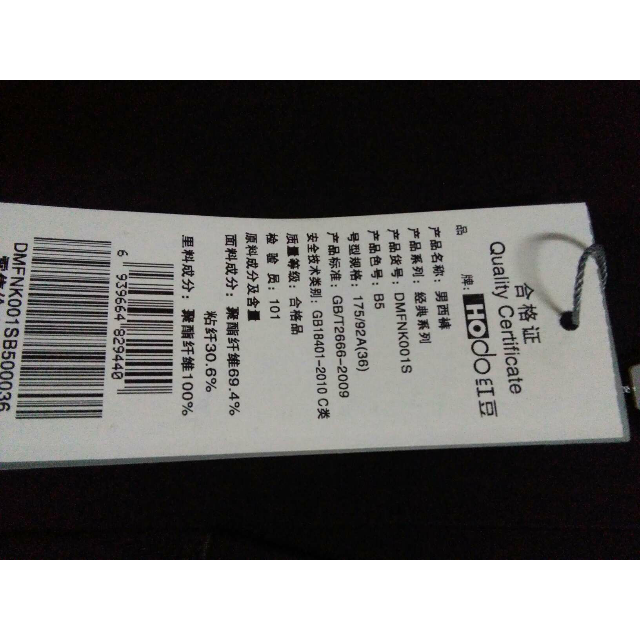 合格证
Quality Certificate
品 牌：HOdo红豆
产品名称：男西裤
产品系列：经典系列
产品货号：DMFNK001S
产品色号：B5
号型规格：175/92A(36)
产品标准：GB/T2666-2009
安全技术类别：GB18401-2010 C类
质量等级：合格品
检 验 员：101
原料成分及含量
面料成分：聚酯纤维69.4%
粘纤30.6%
里料成分：聚酯纤维100%
6 939664 829440
DMFNK001SB500036